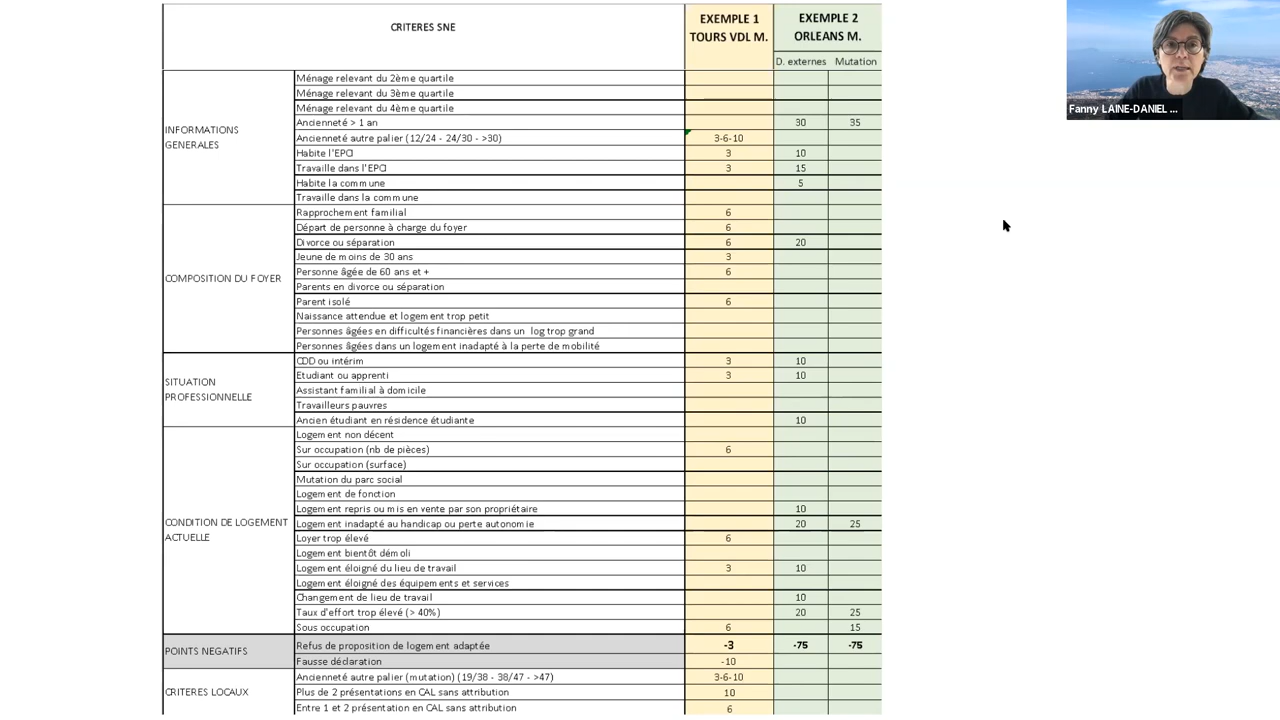 CRITERES SNE
EXEMPLE 1
TOURS VDL M.
EXEMPLE 2
ORLEANS M.
D. externes Mutation
INFORMATIONS
GENERALES
Ménage relevant du 2ème quartile
Ménage relevant du 3ème quartile
Ménage relevant du 4ème quartile
Ancienneté > 1 an 30 35
Ancienneté autre palier (12/24 - 24/30 - >30) 3-6-10
Habite l'EPCI 3 10
Travaille dans l'EPCI 3 15
Habite la commune 5
Travaille dans la commune
COMPOSITION DU FOYER
Rapprochement familial 6
Départ de personne à charge du foyer 6
Divorce ou séparation 6 20
Jeune de moins de 30 ans 3
Personne âgée de 60 ans et + 6
Parents en divorce ou séparation
Parent isolé 6
Naissance attendue et logement trop petit
Personnes âgées en difficultés financières dans un log trop grand
Personnes âgées dans un logement inadapté à la perte de mobilité
SITUATION
PROFESSIONNELLE
CDD ou intérim 3 10
Etudiant ou apprenti 3 10
Assistant familial à domicile
Travailleurs pauvres
Ancien étudiant en résidence étudiante 10
CONDITION DE LOGEMENT
ACTUELLE
Logement non décent
Sur occupation (nb de pièces) 6
Sur occupation (surface)
Mutation du parc social
Logement de fonction
Logement repris ou mis en vente par son propriétaire 10
Logement inadapté au handicap ou perte autonomie 20 25
Loyer trop élevé 6
Logement bientôt démoli
Logement éloigné du lieu de travail 3 10
Logement éloigné des équipements et services
Changement de lieu de travail 10
Taux d'effort trop élevé (> 40%) 20 25
Sous occupation 6 15
POINTS NEGATIFS
Refus de proposition de logement adaptée -3 -75 -75
Fausse déclaration -10
CRITERES LOCAUX
Ancienneté autre palier (mutation) (19/38 - 38/47 - >47) 3-6-10
Plus de 2 présentations en CAL sans attribution 10
Entre 1 et 2 présentation en CAL sans attribution 6
Fanny LAINE-DANIEL ...